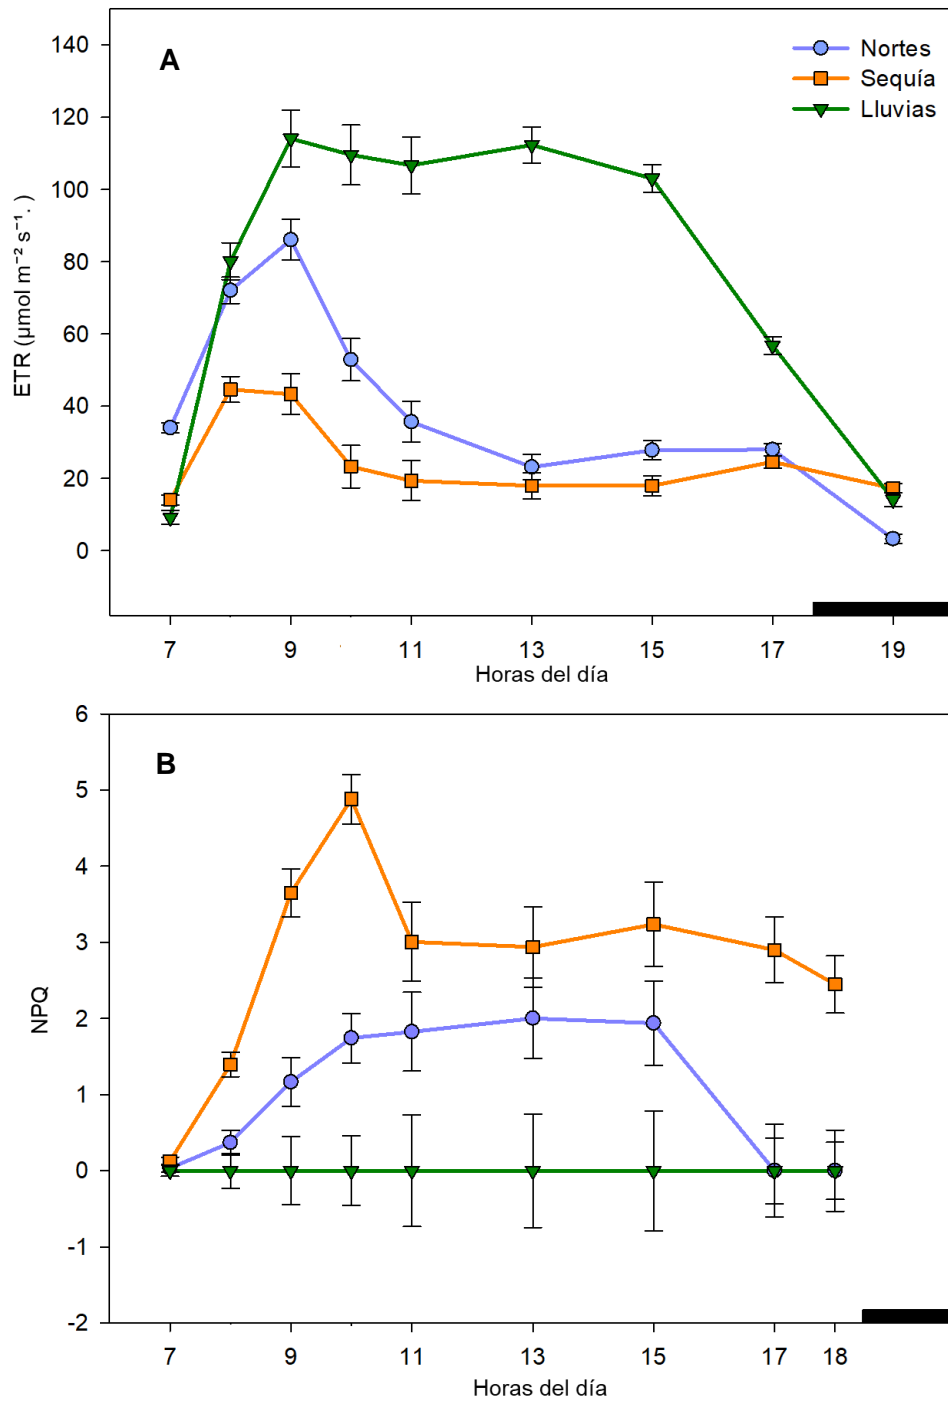 A
Nortes
Sequía
Lluvias
140
120
100
80
60
40
20
0
ETR (µmol m⁻² s⁻¹. )
7 9 11 13 15 17 19
Horas del día
B
6
5
4
3
2
1
0
-1
-2
NPQ
7 9 11 13 15 17 18
Horas del día